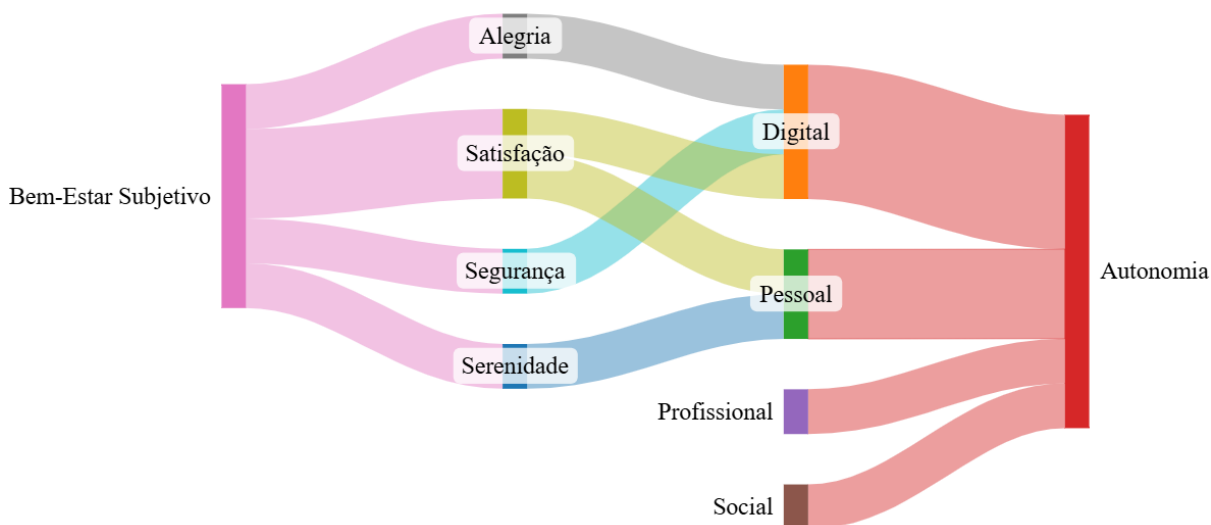 Alegria
Digital
Satisfação
Bem-Estar Subjetivo
Segurança
Autonomia
Pessoal
Serenidade
Profissional
Social